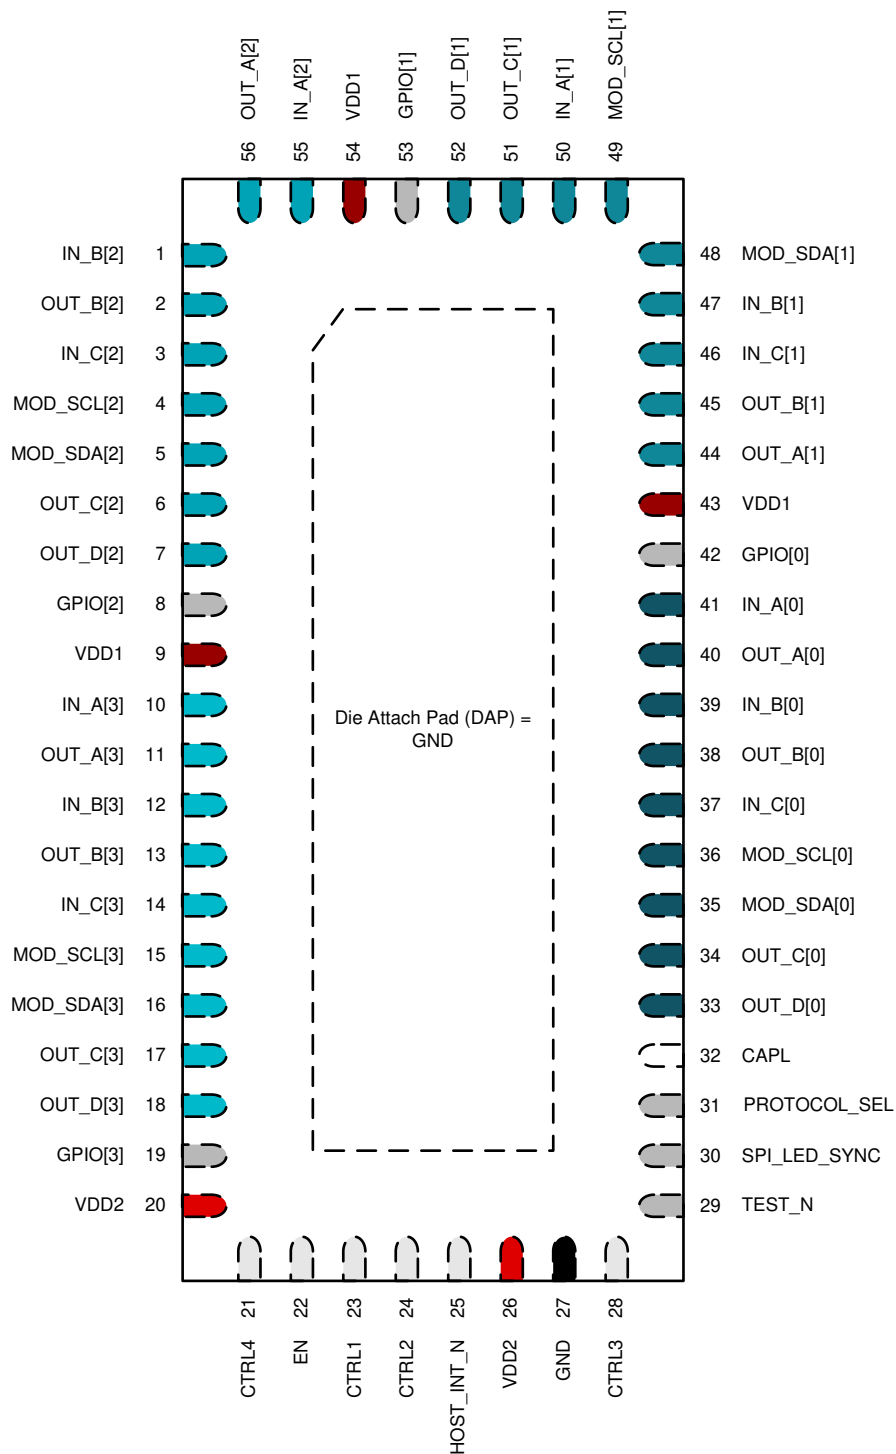 OUT_A[2]
IN_A[2]
VDD1
GPIO[1]
OUT_D[1]
OUT_C[1]
IN_A[1]
MOD_SCL[1]
56
55
54
53
52
51
50
49
IN_B[2] 1
OUT_B[2] 2
IN_C[2] 3
MOD_SCL[2] 4
MOD_SDA[2] 5
OUT_C[2] 6
OUT_D[2] 7
GPIO[2] 8
VDD1 9
IN_A[3] 10
OUT_A[3] 11
IN_B[3] 12
OUT_B[3] 13
IN_C[3] 14
MOD_SCL[3] 15
MOD_SDA[3] 16
OUT_C[3] 17
OUT_D[3] 18
GPIO[3] 19
VDD2 20
Die Attach Pad (DAP) =
GND
48 MOD_SDA[1]
47 IN_B[1]
46 IN_C[1]
45 OUT_B[1]
44 OUT_A[1]
43 VDD1
42 GPIO[0]
41 IN_A[0]
40 OUT_A[0]
39 IN_B[0]
38 OUT_B[0]
37 IN_C[0]
36 MOD_SCL[0]
35 MOD_SDA[0]
34 OUT_C[0]
33 OUT_D[0]
32 CAPL
31 PROTOCOL_SEL
30 SPI_LED_SYNC
29 TEST_N
21
22
23
24
25
26
27
28
CTRL4
EN
CTRL1
CTRL2
HOST_INT_N
VDD2
GND
CTRL3